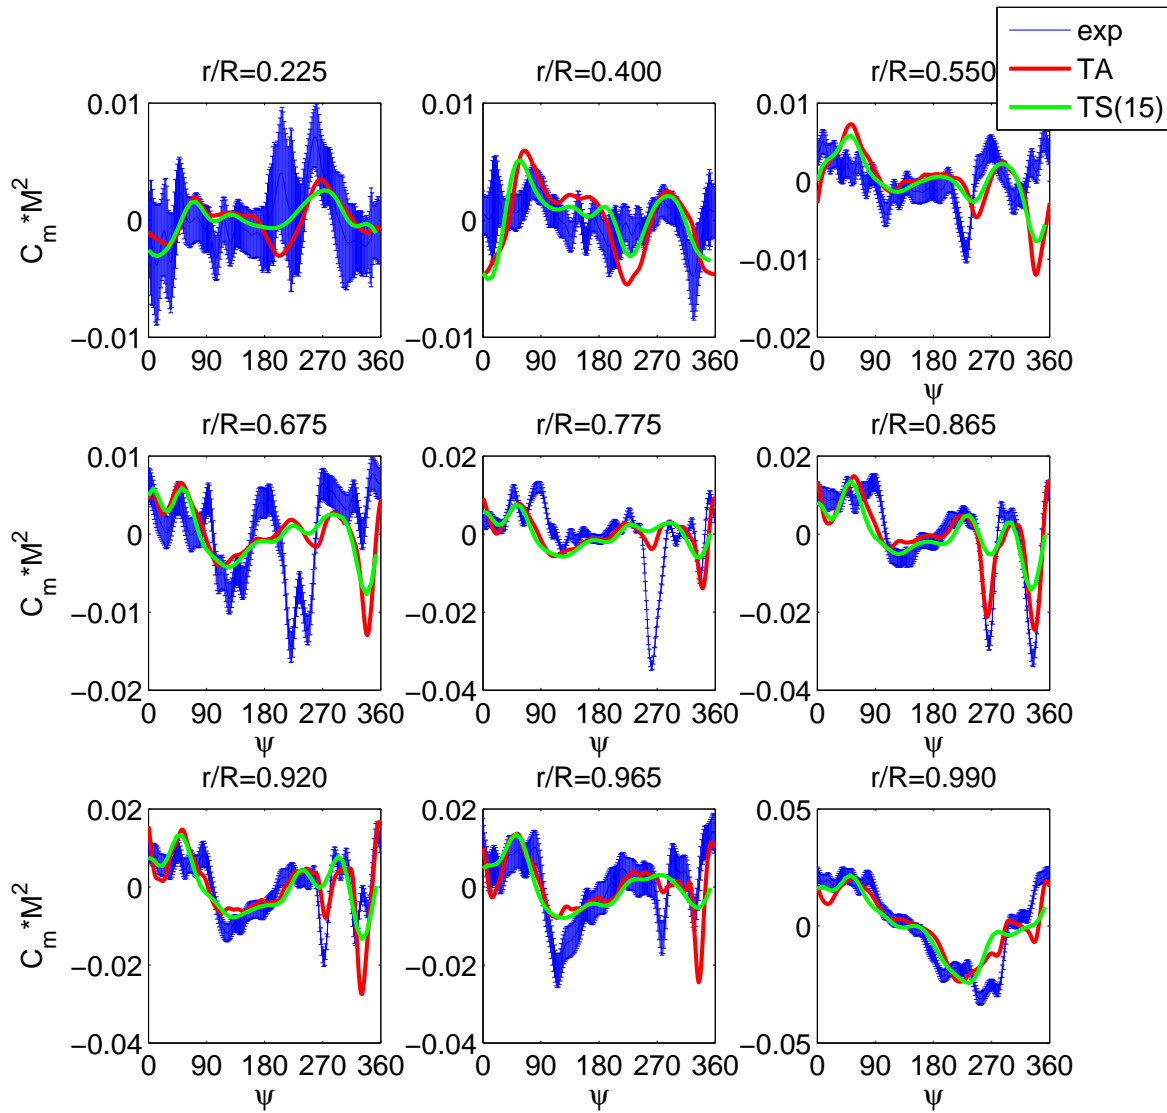 exp
TA
TS(15)
r/R=0.225
r/R=0.400
r/R=0.550
0.01
0
−0.01
C_m*M^2
0 90 180 270 360
0.01
0
−0.01
0 90 180 270 360
0.01
0
−0.01
−0.02
0 90 180 270 360
ψ
r/R=0.675
r/R=0.775
r/R=0.865
0.01
0
−0.01
−0.02
C_m*M^2
0 90 180 270 360
ψ
0.02
0
−0.02
−0.04
0 90 180 270 360
ψ
0.02
0
−0.02
−0.04
0 90 180 270 360
ψ
r/R=0.920
r/R=0.965
r/R=0.990
0.02
0
−0.02
−0.04
C_m*M^2
0 90 180 270 360
ψ
0.02
0
−0.02
−0.04
0 90 180 270 360
ψ
0.05
0
−0.05
0 90 180 270 360
ψ